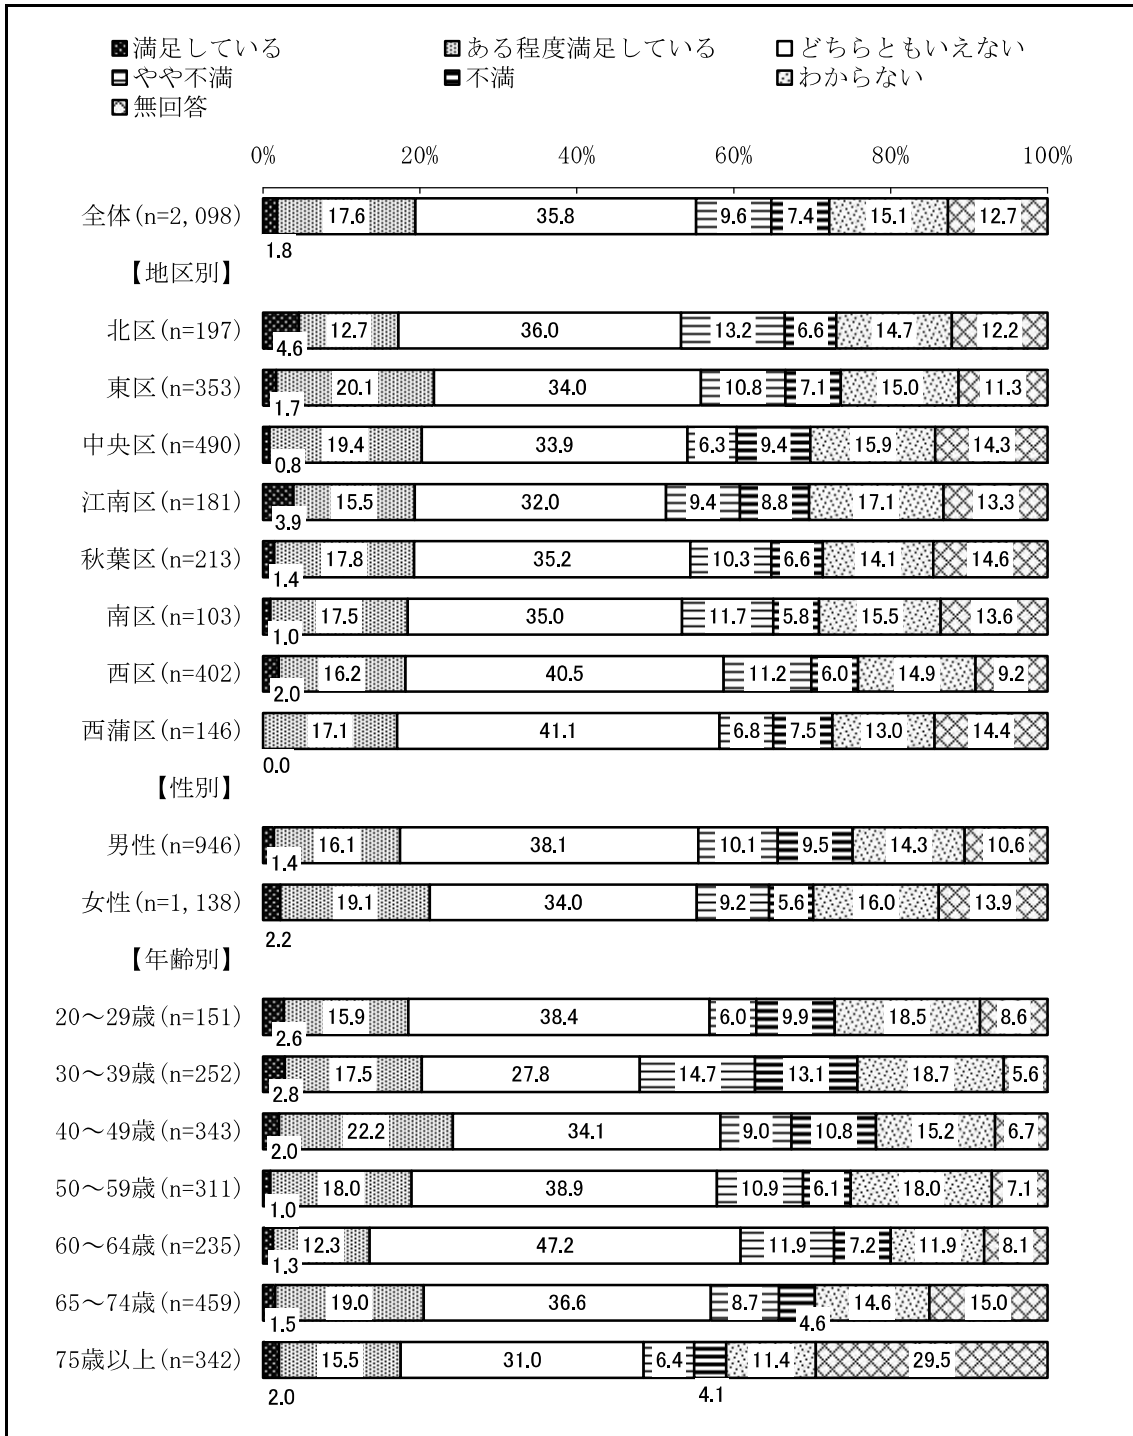 満足している ある程度満足している どちらともいえない
やや不満 不満 わからない
無回答
0% 20% 40% 60% 80% 100%
全体(n=2,098) 17.6 35.8 9.6 7.4 15.1 12.7
1.8
【地区別】
北区(n=197) 4.6 12.7 36.0 13.2 6.6 14.7 12.2
東区(n=353) 1.7 20.1 34.0 10.8 7.1 15.0 11.3
中央区(n=490) 0.8 19.4 33.9 6.3 9.4 15.9 14.3
江南区(n=181) 3.9 15.5 32.0 9.4 8.8 17.1 13.3
秋葉区(n=213) 1.4 17.8 35.2 10.3 6.6 14.1 14.6
南区(n=103) 1.0 17.5 35.0 11.7 5.8 15.5 13.6
西区(n=402) 2.0 16.2 40.5 11.2 6.0 14.9 9.2
西蒲区(n=146) 17.1 41.1 6.8 7.5 13.0 14.4
0.0
【性別】
男性(n=946) 1.4 16.1 38.1 10.1 9.5 14.3 10.6
女性(n=1,138) 19.1 34.0 9.2 5.6 16.0 13.9
2.2
【年齢別】
20～29歳(n=151) 2.6 15.9 38.4 6.0 9.9 18.5 8.6
30～39歳(n=252) 2.8 17.5 27.8 14.7 13.1 18.7 5.6
40～49歳(n=343) 2.0 22.2 34.1 9.0 10.8 15.2 6.7
50～59歳(n=311) 1.0 18.0 38.9 10.9 6.1 18.0 7.1
60～64歳(n=235) 1.3 12.3 47.2 11.9 7.2 11.9 8.1
65～74歳(n=459) 1.5 19.0 36.6 8.7 4.6 14.6 15.0
75歳以上(n=342) 15.5 31.0 6.4 11.4 29.5
2.0 4.1